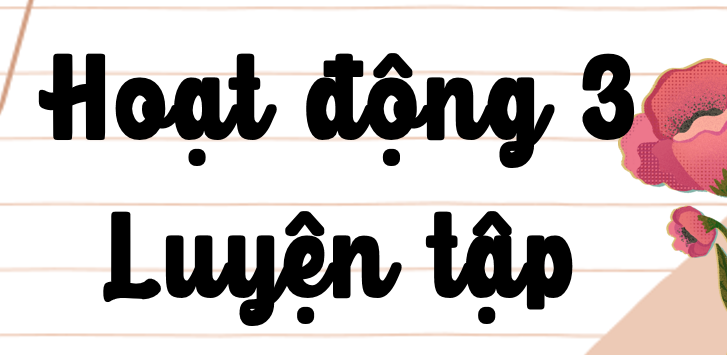 Hoạt động 3
Luyện tập